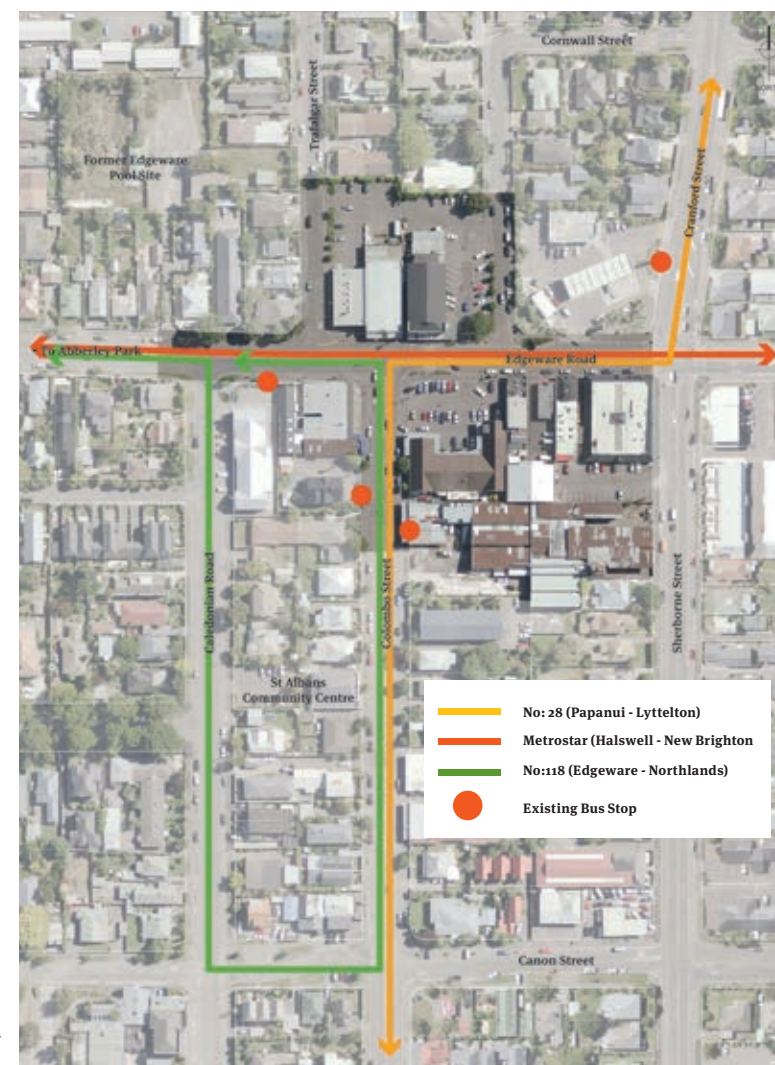 Cornwall Street
Trafalgar Street
Former Edgeware
Pool Site
Cranford Street
To Abberley Park
Edgeware Road
Caledonian Road
Colombo Street
Sherborne Street
St Albans
Community Centre
No: 28 (Papanui - Lyttelton)
Metrostar (Halswell - New Brighton
No:118 (Edgeware - Northlands)
Existing Bus Stop
Canon Street